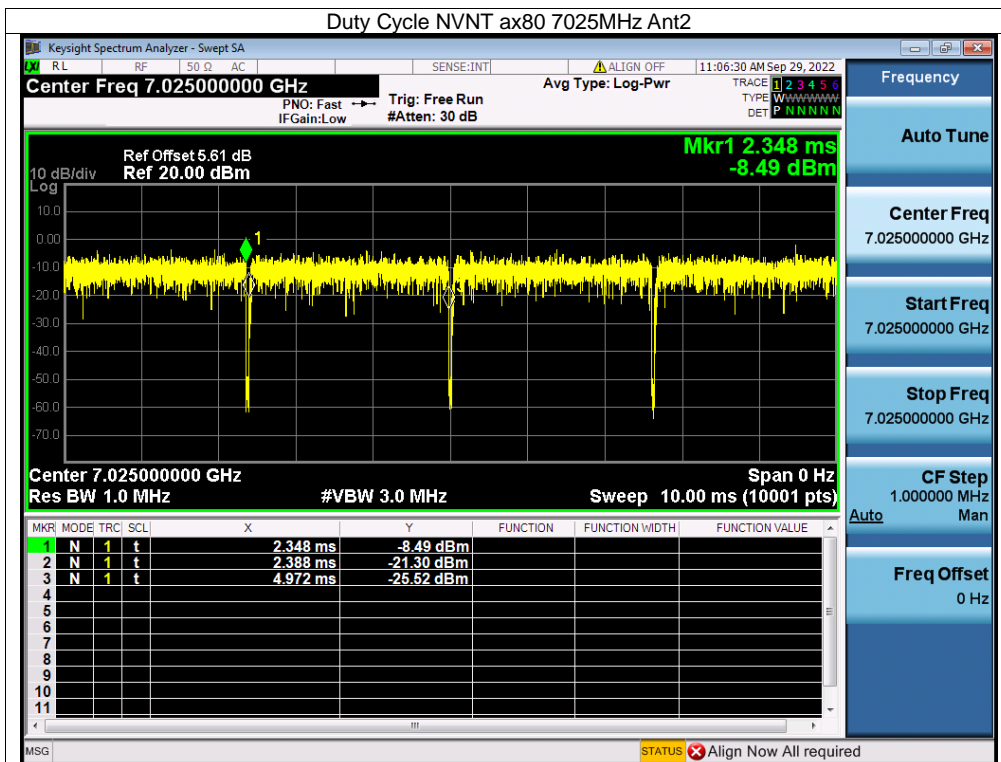 Duty Cycle NVNT ax80 7025MHz Ant2
Keysight Spectrum Analyzer - Swept SA
LXI RL RF 50 Ω AC SENSE:INT ALIGN OFF 11:06:30 AM Sep 29, 2022
Center Freq 7.025000000 GHz Avg Type: Log-Pwr TRACE 1 2 3 4 5 6
PNO: Fast Trig: Free Run TYPE WWWWWW
IFGain:Low #Atten: 30 dB DET P N N N N N
Frequency
Auto Tune
Center Freq
7.025000000 GHz
Start Freq
7.025000000 GHz
Stop Freq
7.025000000 GHz
CF Step
1.000000 MHz
Auto Man
Freq Offset
0 Hz
Mkr1 2.348 ms
-8.49 dBm
Ref Offset 5.61 dB
10 dB/div Ref 20.00 dBm
Log
10.0
0.00
-10.0
-20.0
-30.0
-40.0
-50.0
-60.0
-70.0
1
Center 7.025000000 GHz Span 0 Hz
Res BW 1.0 MHz #VBW 3.0 MHz Sweep 10.00 ms (10001 pts)
MKR MODE TRC SCL X Y FUNCTION FUNCTION WIDTH FUNCTION VALUE
1 N 1 t 2.348 ms -8.49 dBm
2 N 1 t 2.388 ms -21.30 dBm
3 N 1 t 4.972 ms -25.52 dBm
4
5
6
7
8
9
10
11
MSG STATUS Align Now All required